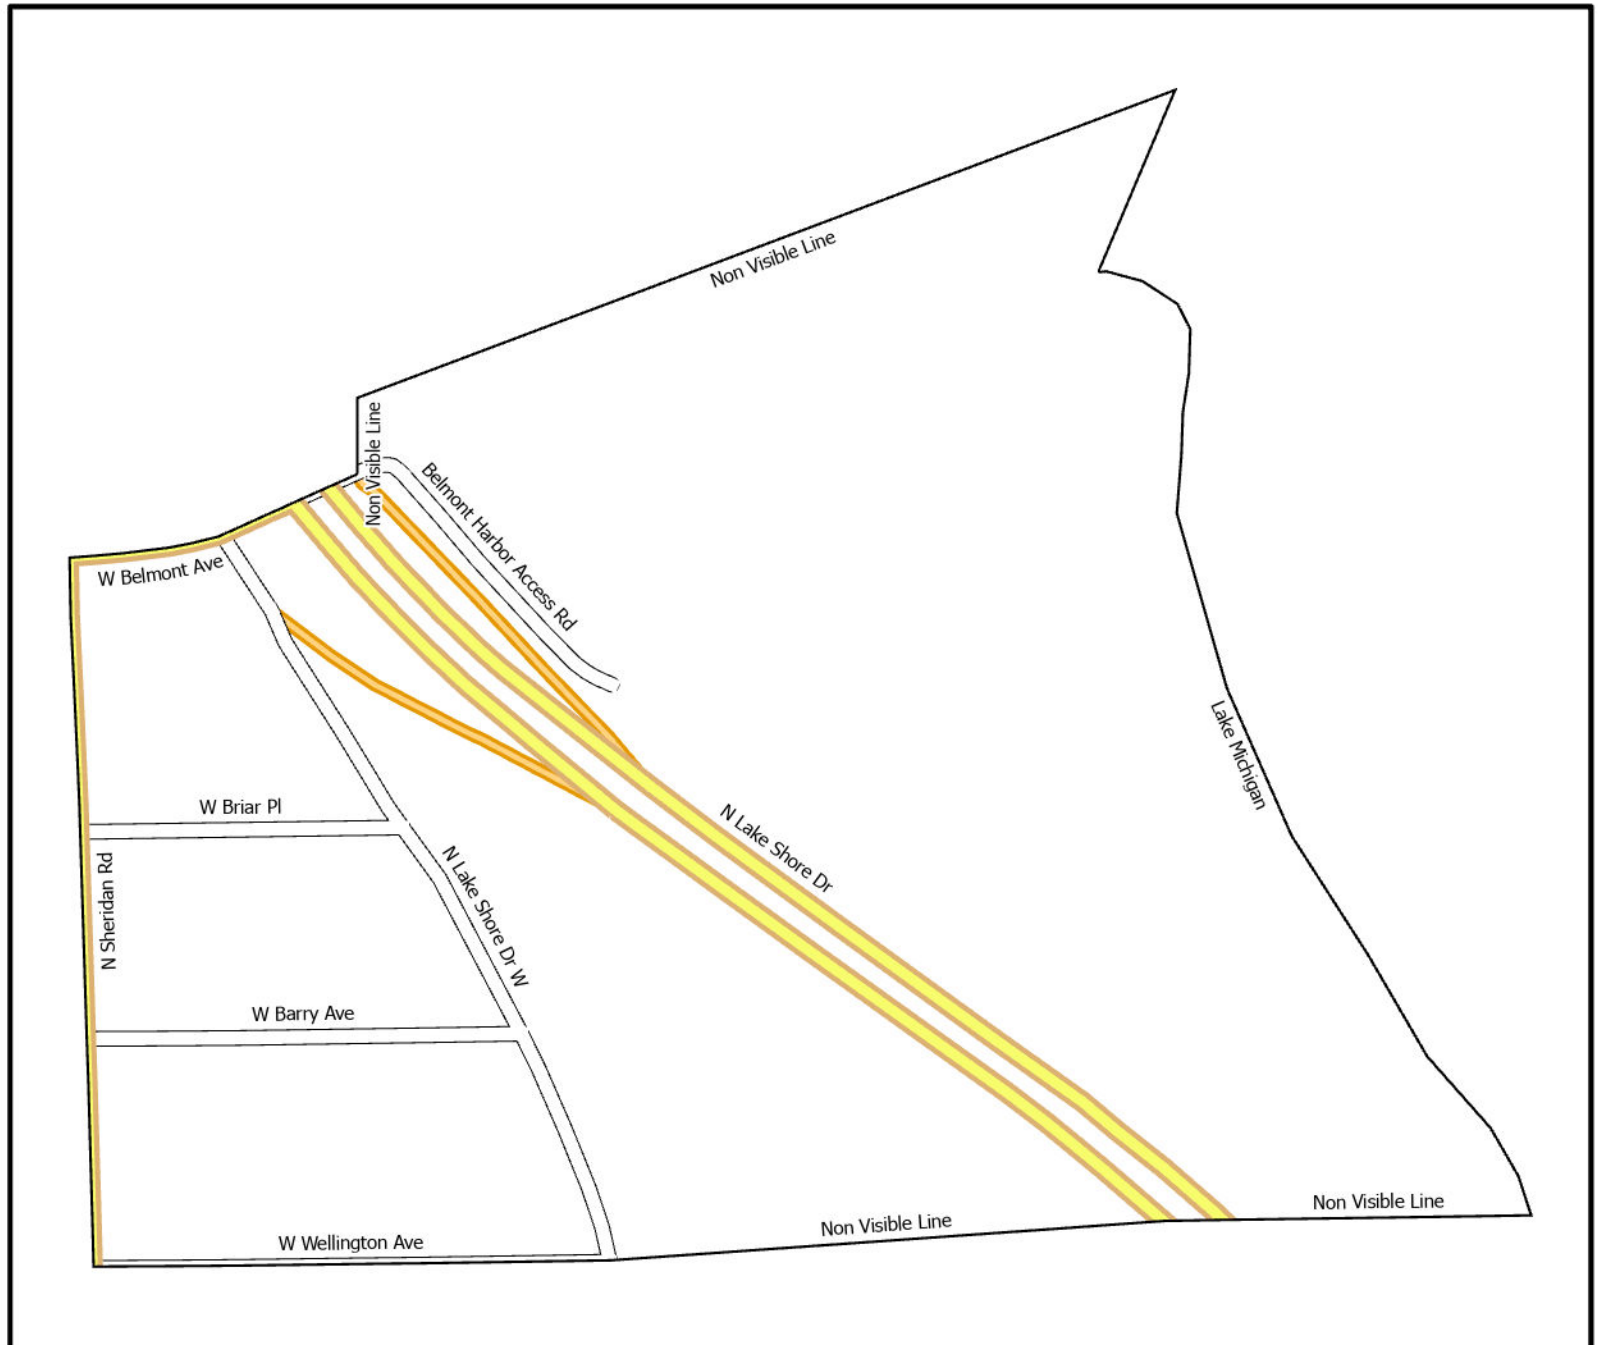 Non Visible Line
Non Visible Line
Belmont Harbor Access Rd
W Belmont Ave
Lake Michigan
W Briar Pl
N Lake Shore Dr
N Sheridan Rd
N Lake Shore Dr W
W Barry Ave
Non Visible Line
Non Visible Line
W Wellington Ave